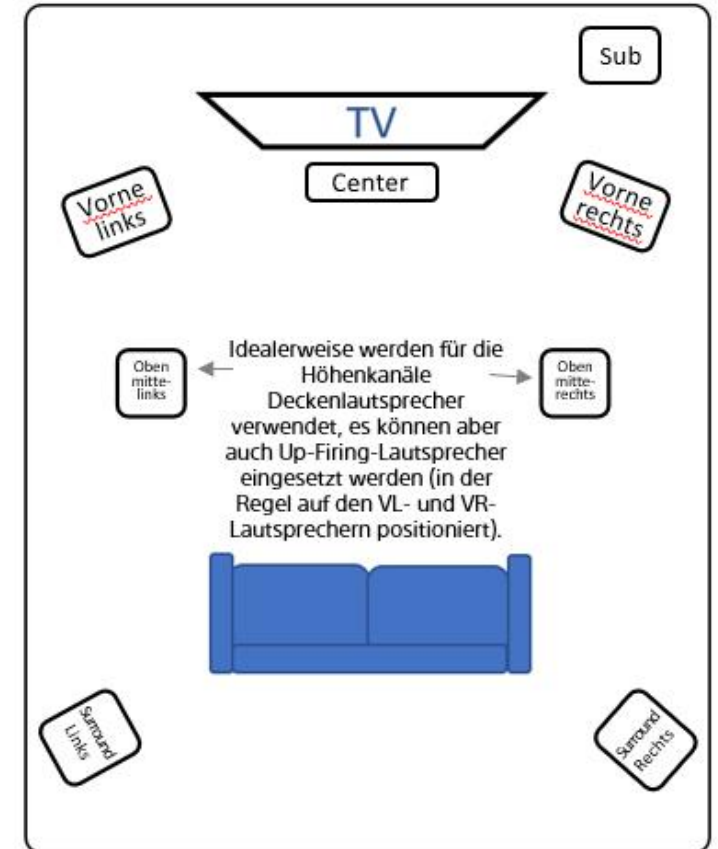 Sub
TV
Center
Vorne
links
Vorne
rechts
Oben
mitte-
links
Idealerweise werden für die
Höhenkanäle
Deckenlautsprecher
verwendet, es können aber
auch Up-Firing-Lautsprecher
eingesetzt werden (in der
Regel auf den VL- und VR-
Lautsprechern positioniert).
Oben
mitte-
rechts
Surround
Links
Surround
Rechts